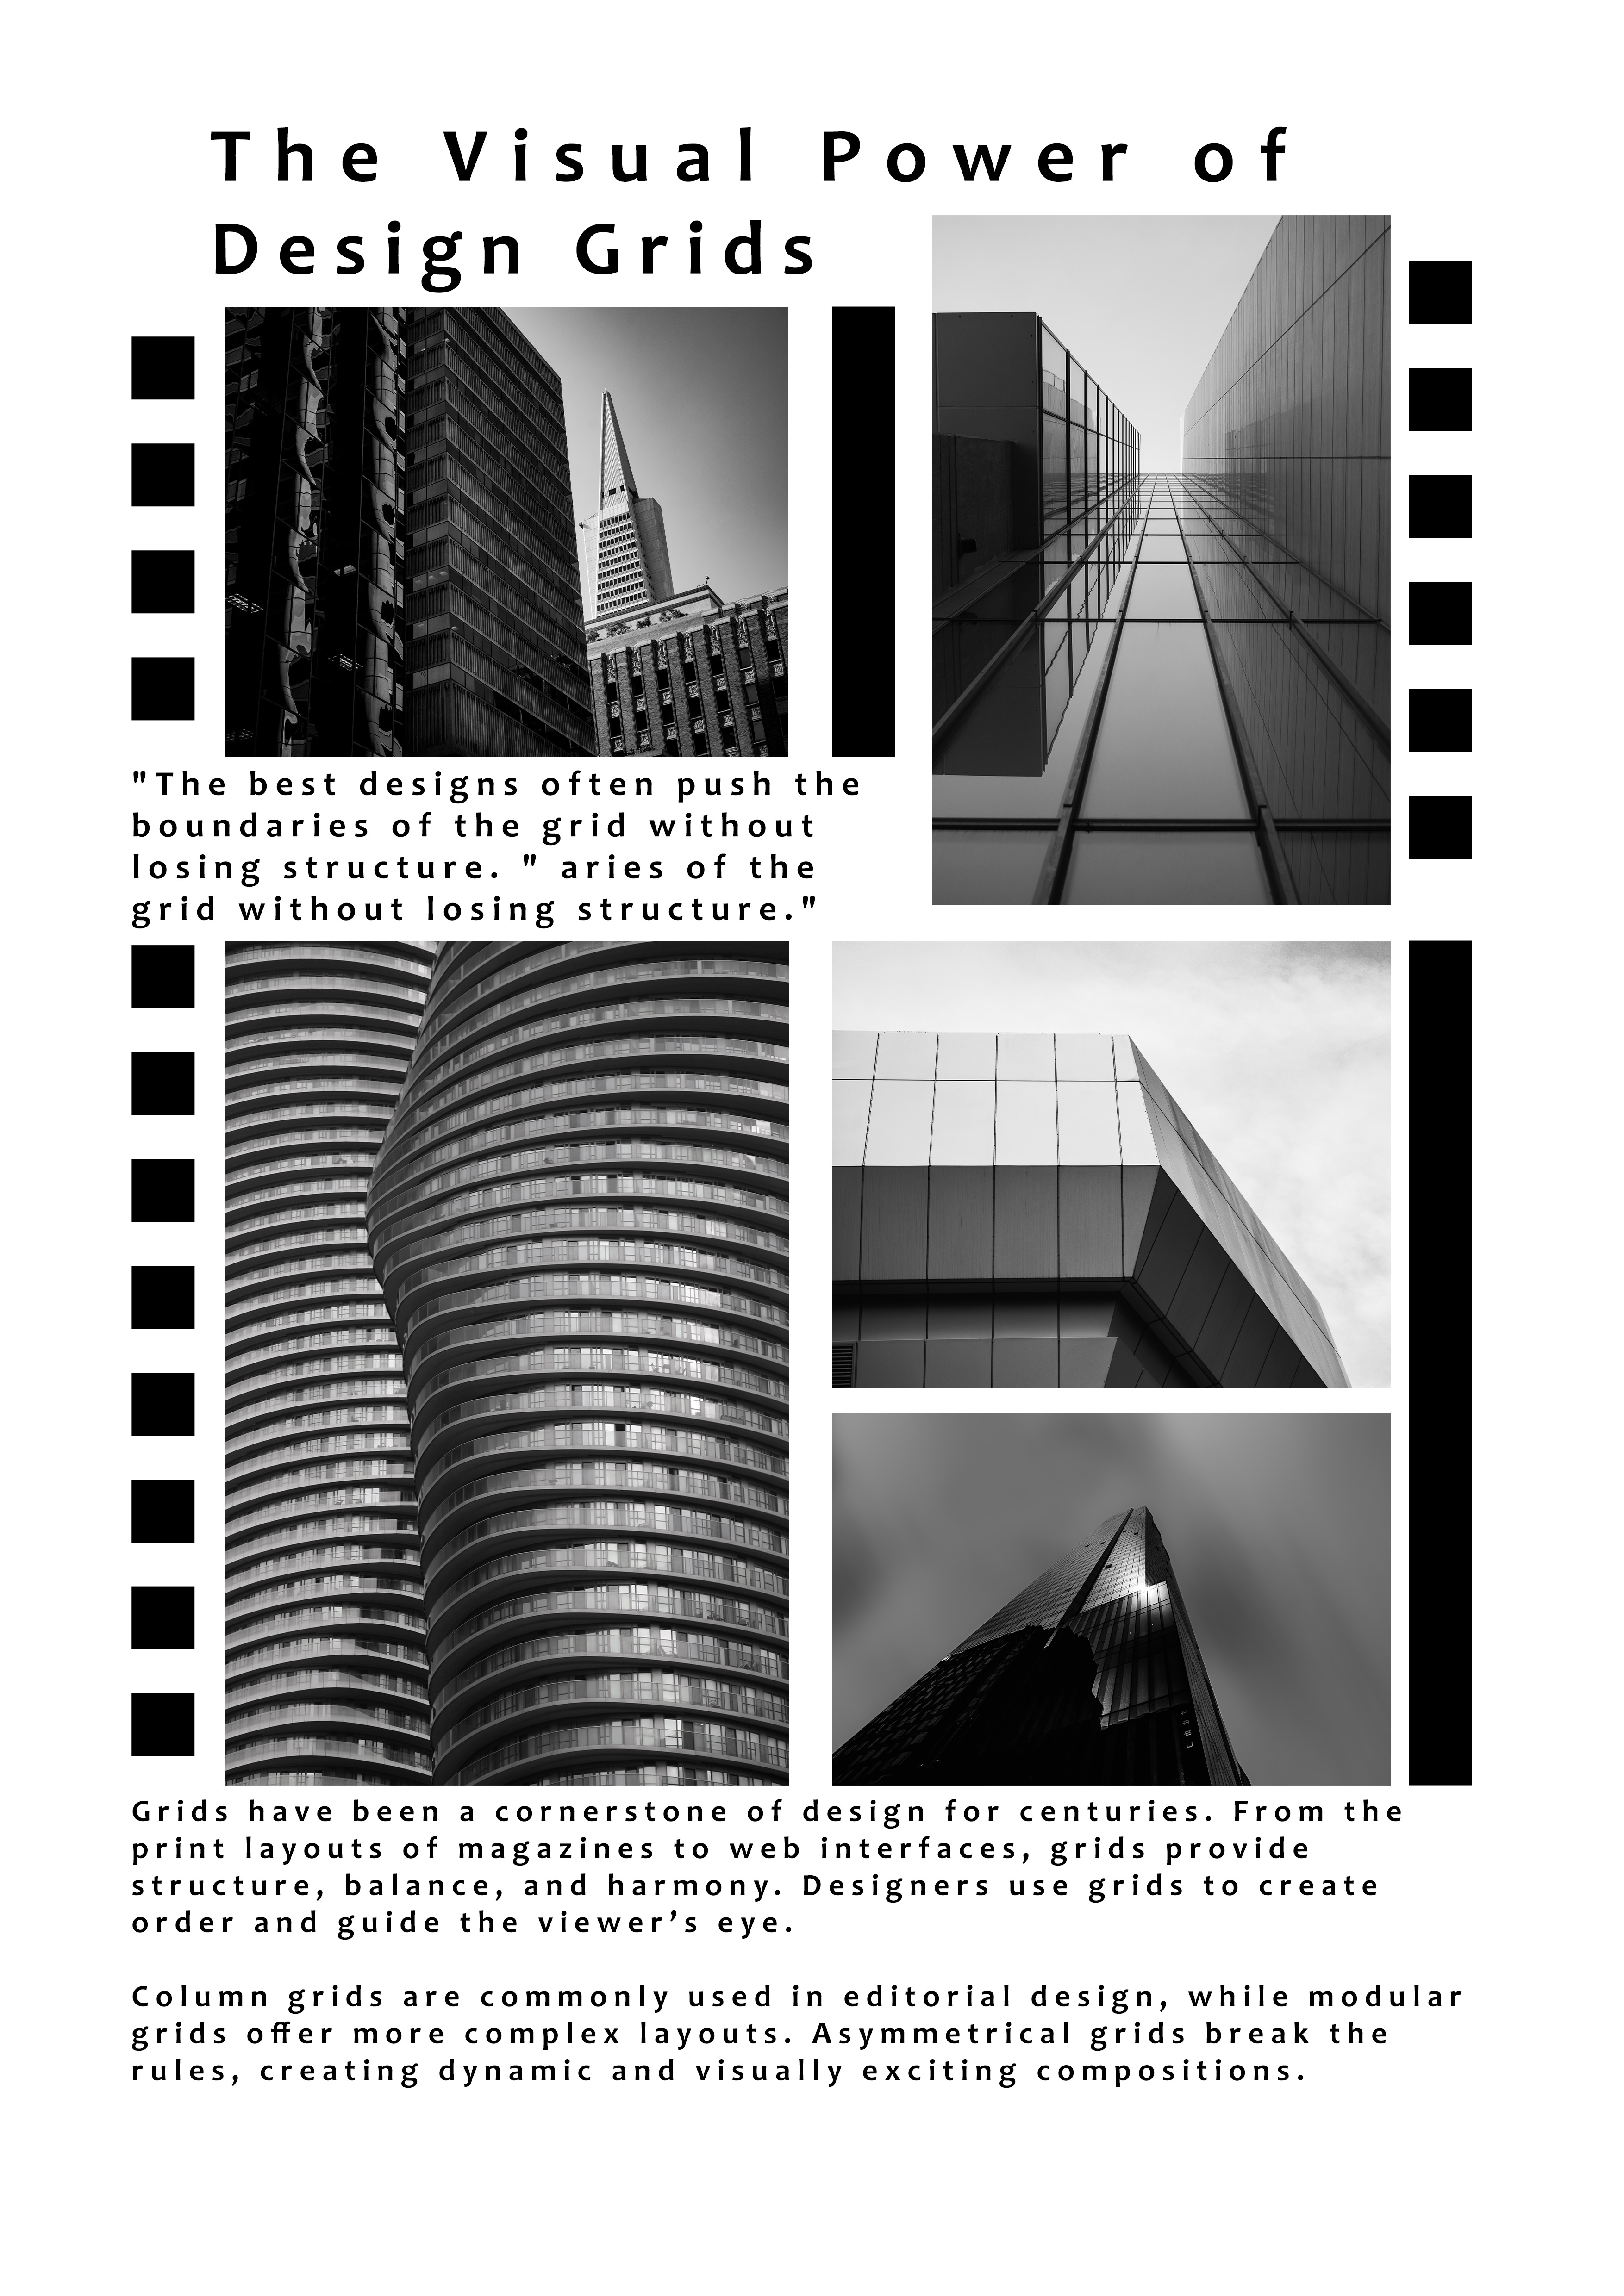 The Visual Power of
Design Grids
"The best designs often push the
boundaries of the grid without
losing structure. " aries of the
grid without losing structure."
Grids have been a cornerstone of design for centuries. From the
print layouts of magazines to web interfaces, grids provide
structure, balance, and harmony. Designers use grids to create
order and guide the viewer’s eye.
Column grids are commonly used in editorial design, while modular
grids offer more complex layouts. Asymmetrical grids break the
rules, creating dynamic and visually exciting compositions.